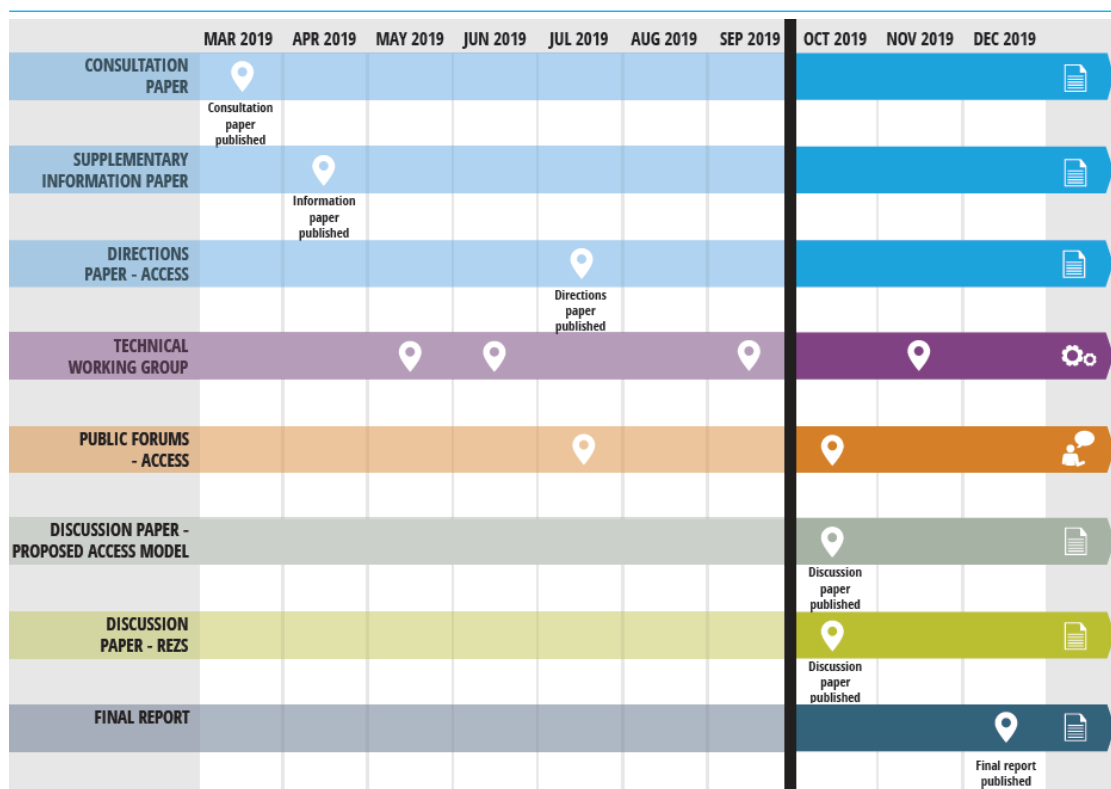 MAR 2019 APR 2019 MAY 2019 JUN 2019 JUL 2019 AUG 2019 SEP 2019 OCT 2019 NOV 2019 DEC 2019
CONSULTATION
PAPER
Consultation
paper
published
SUPPLEMENTARY
INFORMATION PAPER
Information
paper
published
DIRECTIONS
PAPER - ACCESS
Directions
paper
published
TECHNICAL
WORKING GROUP
PUBLIC FORUMS
- ACCESS
DISCUSSION PAPER -
PROPOSED ACCESS MODEL
Discussion
paper
published
DISCUSSION
PAPER - REZS
Discussion
paper
published
FINAL REPORT
Final report
published